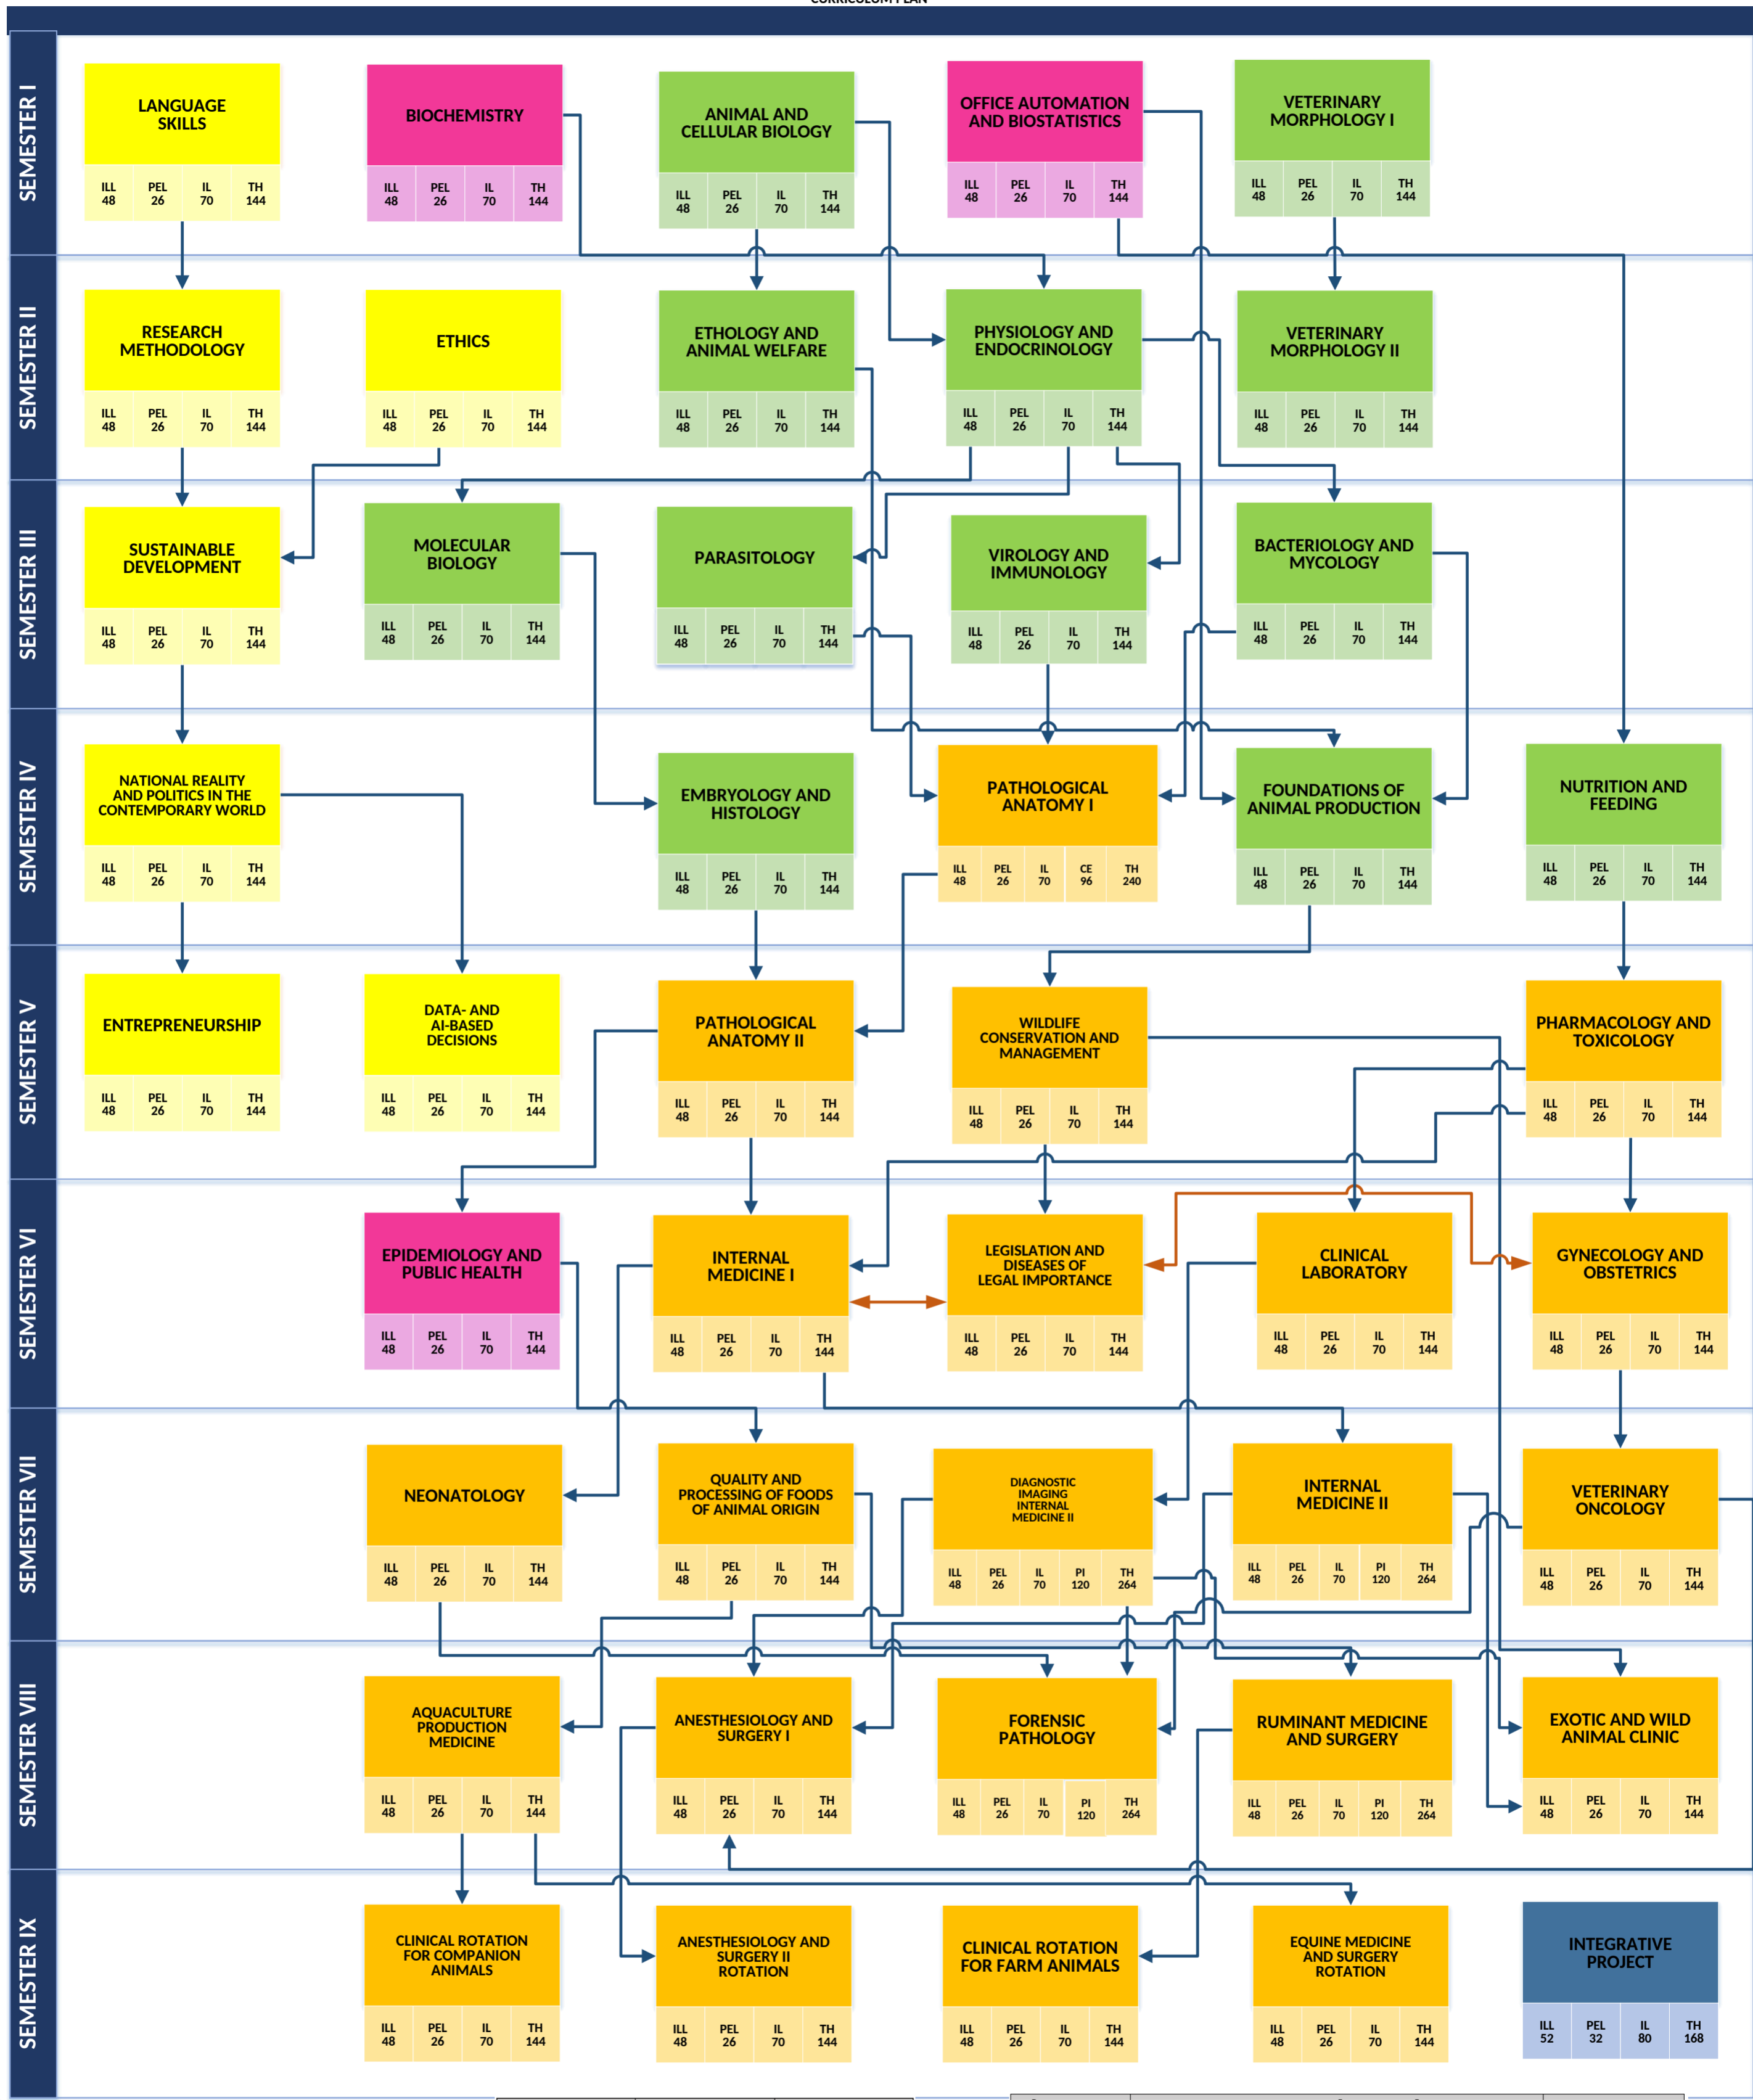 SEMESTER I
LANGUAGE
SKILLS
ILL PEL IL TH
48 26 70 144
BIOCHEMISTRY
ILL PEL IL TH
48 26 70 144
ANIMAL AND
CELLULAR BIOLOGY
ILL PEL IL TH
48 26 70 144
OFFICE AUTOMATION
AND BIOSTATISTICS
ILL PEL IL TH
48 26 70 144
VETERINARY
MORPHOLOGY I
ILL PEL IL TH
48 26 70 144
SEMESTER II
RESEARCH
METHODOLOGY
ILL PEL IL TH
48 26 70 144
ETHICS
ILL PEL IL TH
48 26 70 144
ETHOLOGY AND
ANIMAL WELFARE
ILL PEL IL TH
48 26 70 144
PHYSIOLOGY AND
ENDOCRINOLOGY
ILL PEL IL TH
48 26 70 144
VETERINARY
MORPHOLOGY II
ILL PEL IL TH
48 26 70 144
SEMESTER III
SUSTAINABLE
DEVELOPMENT
ILL PEL IL TH
48 26 70 144
MOLECULAR
BIOLOGY
ILL PEL IL TH
48 26 70 144
PARASITOLOGY
ILL PEL IL TH
48 26 70 144
VIROLOGY AND
IMMUNOLOGY
ILL PEL IL TH
48 26 70 144
BACTERIOLOGY AND
MYCOLOGY
ILL PEL IL TH
48 26 70 144
SEMESTER IV
NATIONAL REALITY
AND POLITICS IN THE
CONTEMPORARY WORLD
ILL PEL IL TH
48 26 70 144
EMBRYOLOGY AND
HISTOLOGY
ILL PEL IL TH
48 26 70 144
PATHOLOGICAL
ANATOMY I
ILL PEL IL CE TH
48 26 70 96 240
FOUNDATIONS OF
ANIMAL PRODUCTION
ILL PEL IL TH
48 26 70 144
NUTRITION AND
FEEDING
ILL PEL IL TH
48 26 70 144
SEMESTER V
ENTREPRENEURSHIP
ILL PEL IL TH
48 26 70 144
DATA- AND
AI-BASED
DECISIONS
ILL PEL IL TH
48 26 70 144
PATHOLOGICAL
ANATOMY II
ILL PEL IL TH
48 26 70 144
WILDLIFE
CONSERVATION AND
MANAGEMENT
ILL PEL IL TH
48 26 70 144
PHARMACOLOGY AND
TOXICOLOGY
ILL PEL IL TH
48 26 70 144
SEMESTER VI
EPIDEMIOLOGY AND
PUBLIC HEALTH
ILL PEL IL TH
48 26 70 144
INTERNAL
MEDICINE I
ILL PEL IL TH
48 26 70 144
LEGISLATION AND
DISEASES OF
LEGAL IMPORTANCE
ILL PEL IL TH
48 26 70 144
CLINICAL
LABORATORY
ILL PEL IL TH
48 26 70 144
GYNECOLOGY AND
OBSTETRICS
ILL PEL IL TH
48 26 70 144
SEMESTER VII
NEONATOLOGY
ILL PEL IL TH
48 26 70 144
QUALITY AND
PROCESSING OF FOODS
OF ANIMAL ORIGIN
ILL PEL IL TH
48 26 70 144
DIAGNOSTIC
IMAGING
INTERNAL
MEDICINE II
ILL PEL IL PI TH
48 26 70 120 264
INTERNAL
MEDICINE II
ILL PEL IL PI TH
48 26 70 120 264
VETERINARY
ONCOLOGY
ILL PEL IL TH
48 26 70 144
SEMESTER VIII
AQUACULTURE
PRODUCTION
MEDICINE
ILL PEL IL TH
48 26 70 144
ANESTHESIOLOGY AND
SURGERY I
ILL PEL IL TH
48 26 70 144
FORENSIC
PATHOLOGY
ILL PEL IL PI TH
48 26 70 120 264
RUMINANT MEDICINE
AND SURGERY
ILL PEL IL PI TH
48 26 70 120 264
EXOTIC AND WILD
ANIMAL CLINIC
ILL PEL IL TH
48 26 70 144
SEMESTER IX
CLINICAL ROTATION
FOR COMPANION
ANIMALS
ILL PEL IL TH
48 26 70 144
ANESTHESIOLOGY AND
SURGERY II
ROTATION
ILL PEL IL TH
48 26 70 144
CLINICAL ROTATION
FOR FARM ANIMALS
ILL PEL IL TH
48 26 70 144
EQUINE MEDICINE
AND SURGERY
ROTATION
ILL PEL IL TH
48 26 70 144
INTEGRATIVE
PROJECT
ILL PEL IL TH
52 32 80 168